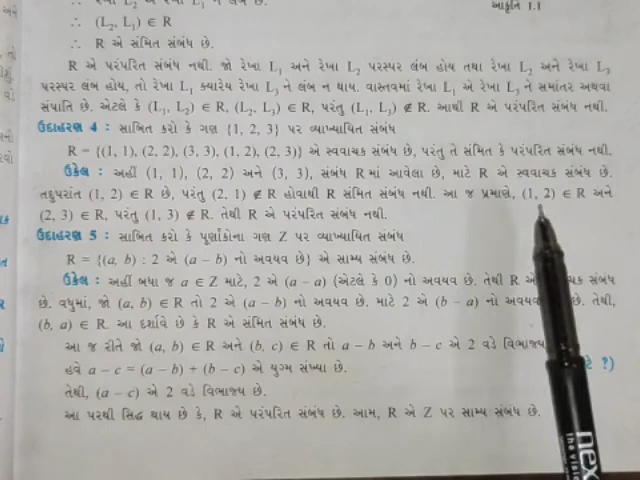 ∴ (L₂, L₁) ∈ R
આકૃતિ 1.1
∴ R એ સંમિત સંબંધ છે.
R એ પરંપરિત સંબંધ નથી. જો રેખા L₁ અને રેખા L₂ પરસ્પર લંબ હોય તથા રેખા L₂ અને રેખા L₃
પરસ્પર લંબ હોય, તો રેખા L₁ ક્યારેય રેખા L₃ ને લંબ ન થાય. વાસ્તવમાં રેખા L₁ એ રેખા L₃ ને સમાંતર અથવા
સંપાતિ છે. એટલે કે (L₁, L₂) ∈ R, (L₂, L₃) ∈ R, પરંતુ (L₁, L₃) ∉ R. આથી R એ પરંપરિત સંબંધ નથી.
ઉદાહરણ 4 : સાબિત કરો કે ગણ {1, 2, 3} પર વ્યાખ્યાયિત સંબંધ
R = {(1, 1), (2, 2), (3, 3), (1, 2), (2, 3)} એ સ્વવાચક સંબંધ છે, પરંતુ તે સંમિત કે પરંપરિત સંબંધ નથી.
ઉકેલ : અહીં (1, 1), (2, 2) અને (3, 3), સંબંધ R માં આવેલા છે, માટે R એ સ્વવાચક સંબંધ છે.
તદુપરાંત (1, 2) ∈ R છે, પરંતુ (2, 1) ∉ R હોવાથી R સંમિત સંબંધ નથી. આ જ પ્રમાણે, (1, 2) ∈ R અને
(2, 3) ∈ R, પરંતુ (1, 3) ∉ R. તેથી R એ પરંપરિત સંબંધ નથી.
ઉદાહરણ 5 : સાબિત કરો કે પુર્ણાંકોના ગણ Z પર વ્યાખ્યાયિત સંબંધ
R = {(a, b) : 2 એ (a – b) નો અવયવ છે} એ સામ્ય સંબંધ છે.
ઉકેલ : અહીં બધા જ a ∈ Z માટે, 2 એ (a – a) (એટલે કે 0) નો અવયવ છે. તેથી R એ સંબંધ
છે. વધુમાં, જો (a, b) ∈ R તો 2 એ (a – b) નો અવયવ છે. માટે 2 એ (b – a) નો અવયવ છે. તેથી,
(b, a) ∈ R. આ દર્શાવે છે કે R એ સંમિત સંબંધ છે.
આ જ રીતે જો (a, b) ∈ R અને (b, c) ∈ R તો a – b અને b – c એ 2 વડે વિભાજ્ય
હવે a – c = (a – b) + (b – c) એ યુગ્મ સંખ્યા છે.
?)
તેથી, (a – c) એ 2 વડે વિભાજ્ય છે.
આ પરથી સિદ્ધ થાય છે કે, R એ પરંપરિત સંબંધ છે. આમ, R એ Z પર સામ્ય સંબંધ છે.
nex
the vision